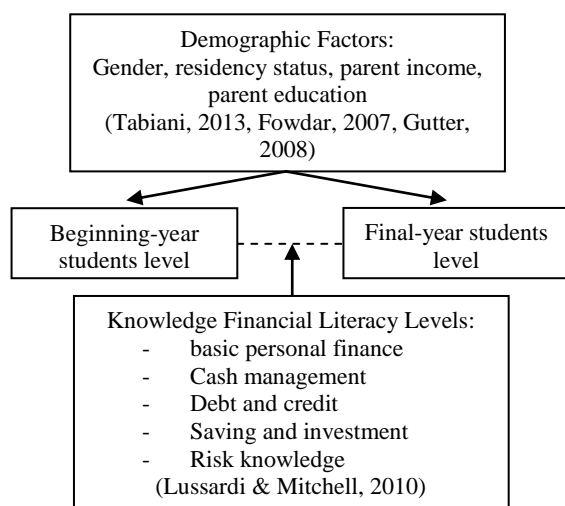 Demographic Factors:
Gender, residency status, parent income,
parent education
(Tabiani, 2013, Fowdar, 2007, Gutter,
2008)
Beginning-year
students level
Final-year students
level
Knowledge Financial Literacy Levels:
- basic personal finance
- Cash management
- Debt and credit
- Saving and investment
- Risk knowledge
(Lussardi & Mitchell, 2010)